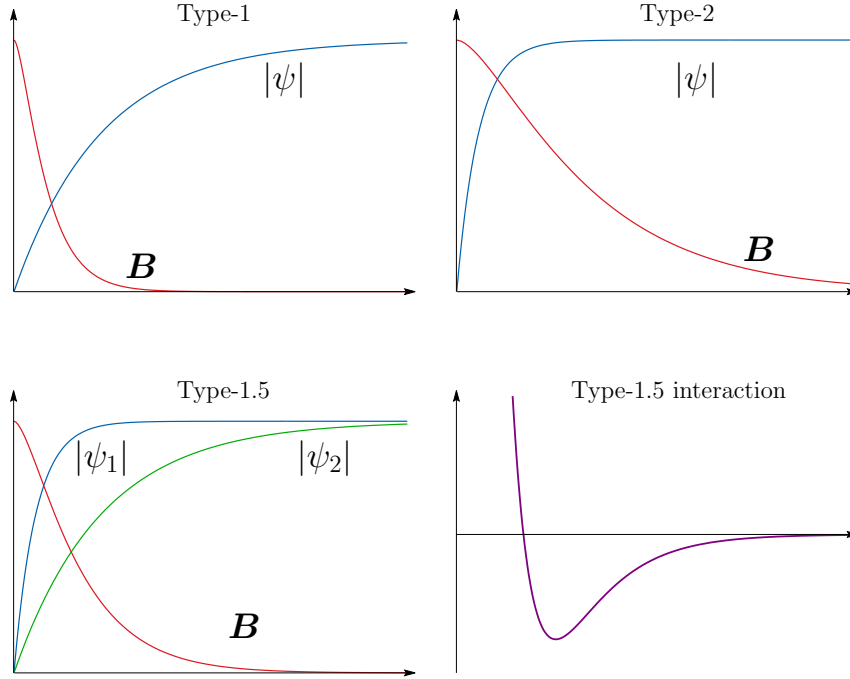 Type-1
|ψ|
B
Type-2
|ψ|
B
Type-1.5
|ψ₁|
|ψ₂|
B
Type-1.5 interaction